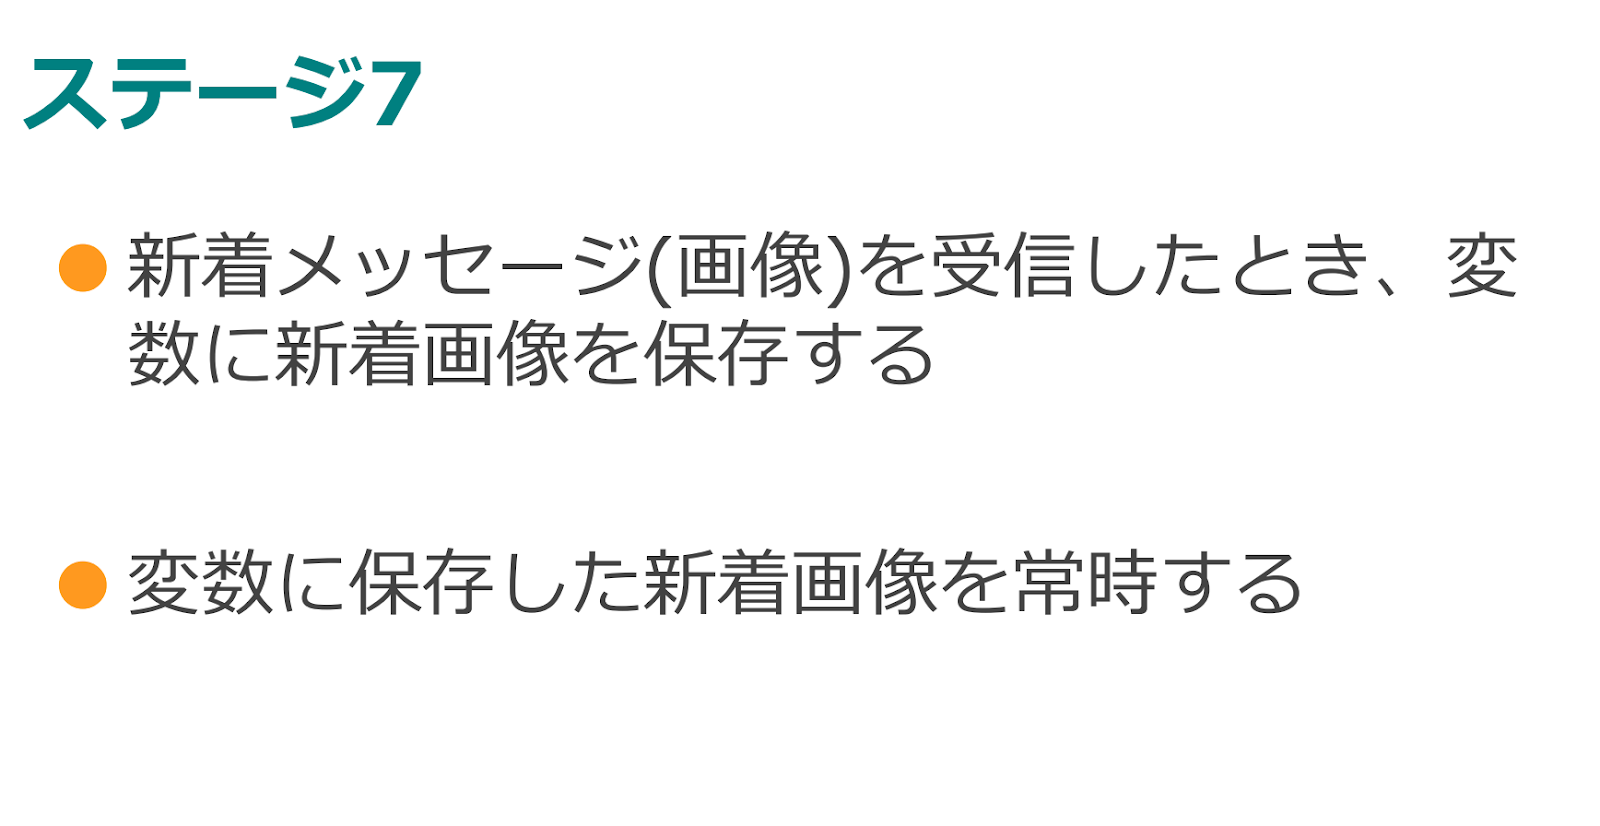 ステージ7
新着メッセージ(画像)を受信したとき、変
数に新着画像を保存する
変数に保存した新着画像を常時する